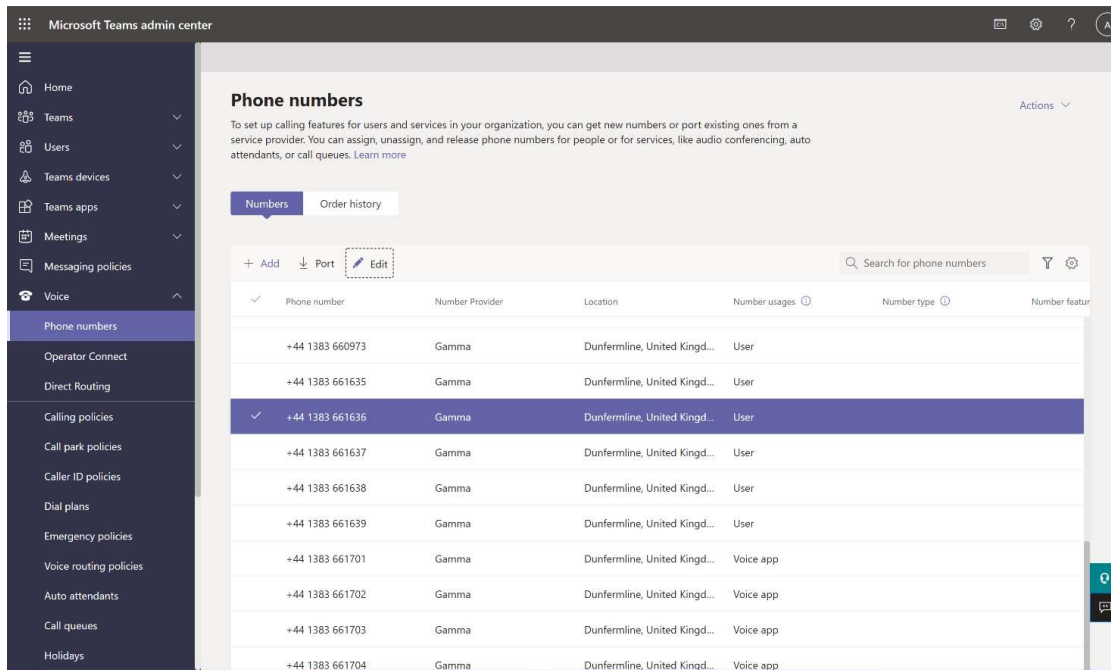 Microsoft Teams admin center
CA
?
A
Home
Teams
Users
Teams devices
Teams apps
Meetings
Messaging policies
Voice
Phone numbers
Operator Connect
Direct Routing
Calling policies
Call park policies
Caller ID policies
Dial plans
Emergency policies
Voice routing policies
Auto attendants
Call queues
Holidays
Phone numbers
Actions
To set up calling features for users and services in your organization, you can get new numbers or port existing ones from a
service provider. You can assign, unassign, and release phone numbers for people or for services, like audio conferencing, auto
attendants, or call queues. Learn more
Numbers Order history
+ Add Port Edit Search for phone numbers
Phone number Number Provider Location Number usages Number type Number featur
+44 1383 660973 Gamma Dunfermline, United Kingd... User
+44 1383 661635 Gamma Dunfermline, United Kingd... User
+44 1383 661636 Gamma Dunfermline, United Kingd... User
+44 1383 661637 Gamma Dunfermline, United Kingd... User
+44 1383 661638 Gamma Dunfermline, United Kingd... User
+44 1383 661639 Gamma Dunfermline, United Kingd... User
+44 1383 661701 Gamma Dunfermline, United Kingd... Voice app
+44 1383 661702 Gamma Dunfermline, United Kingd... Voice app
+44 1383 661703 Gamma Dunfermline, United Kingd... Voice app
+44 1383 661704 Gamma Dunfermline, United Kingd... Voice app